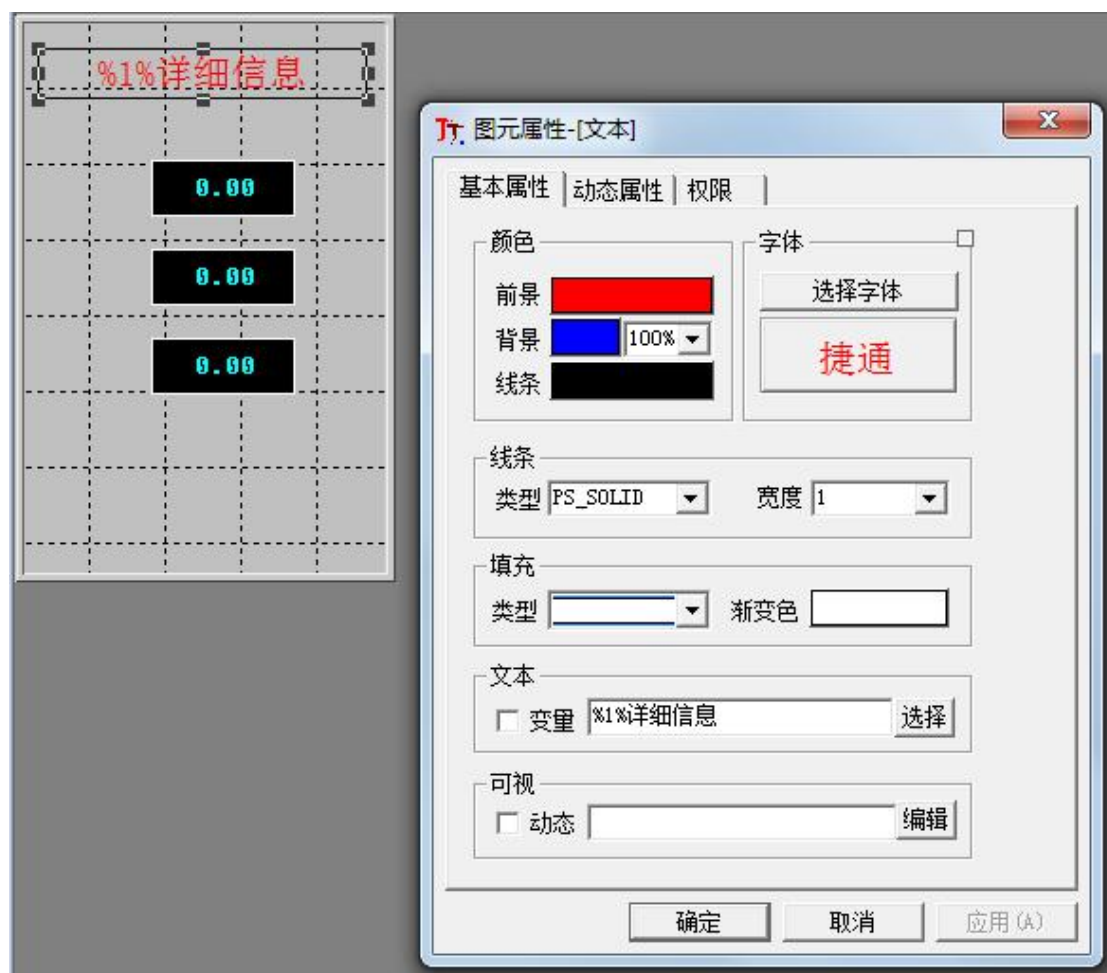 %1%详细信息
0.00
0.00
0.00
图元属性-[文本]
基本属性 动态属性 权限
颜色
前景
背景 100%
线条
字体
选择字体
捷通
线条
类型 PS_SOLID 宽度 1
填充
类型 渐变色
文本
变量 %1%详细信息 选择
可视
动态 编辑
确定 取消 应用(A)